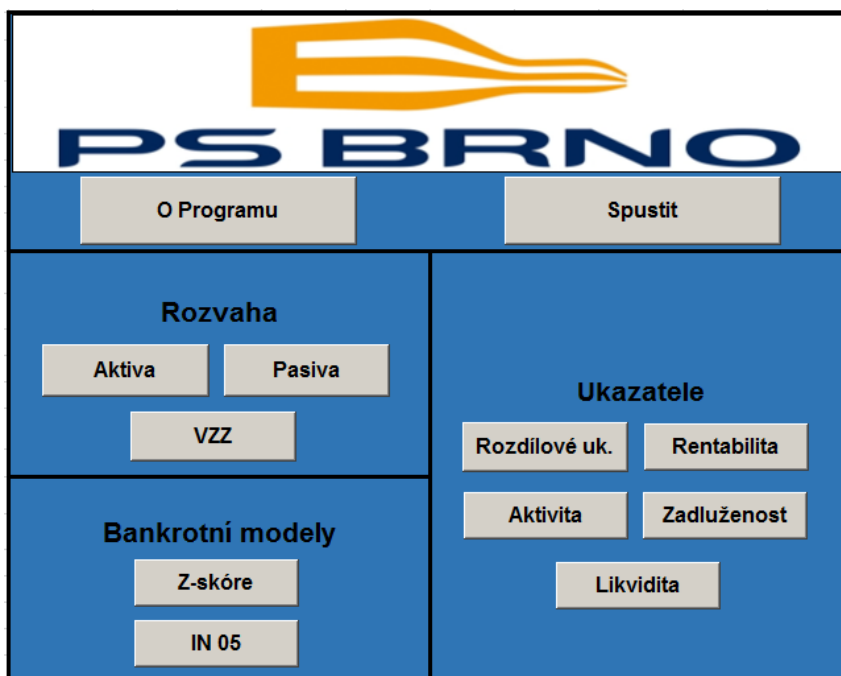 PS BRNO
O Programu
Spustit
Rozvaha
Aktiva
Pasiva
VZZ
Bankrotní modely
Z-skóre
IN 05
Ukazatele
Rozdílové uk.
Rentabilita
Aktivita
Zadluženost
Likvidita